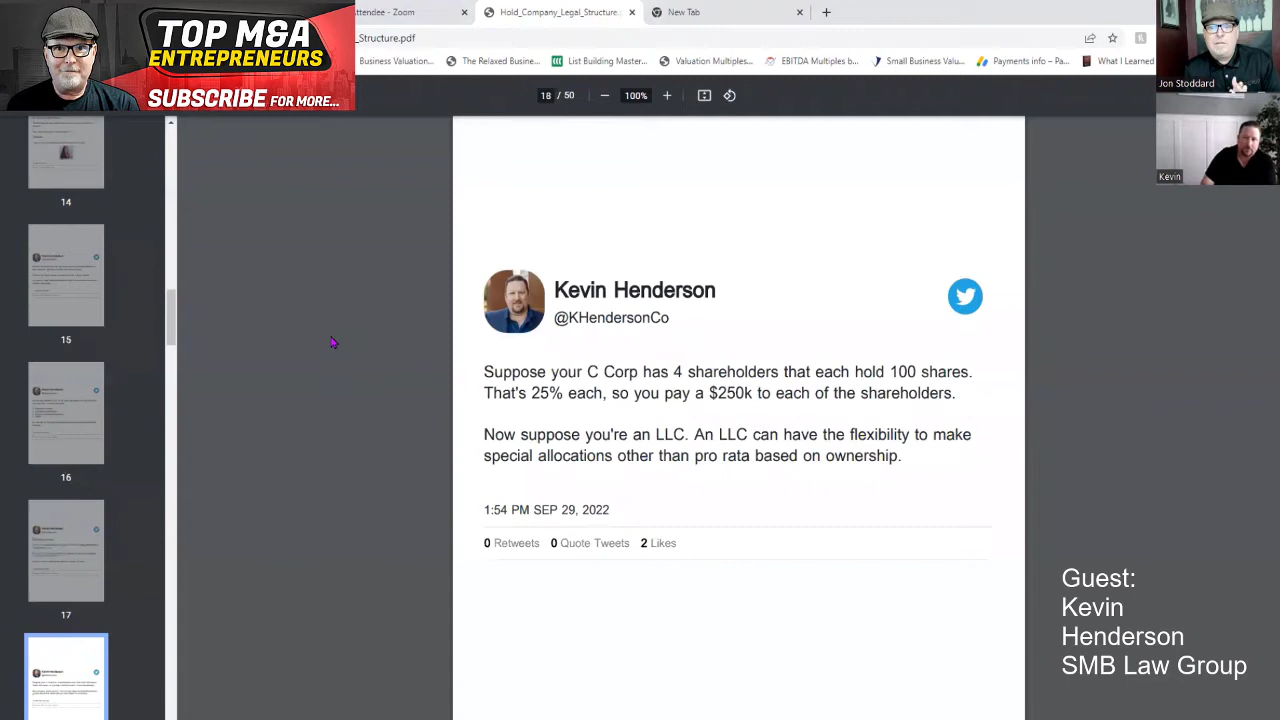 TOP M&A
ENTREPRENEURS
SUBSCRIBE FOR MORE...
ttendee - Zoom
Hold_Company_Legal_Structure
New Tab
_Structure.pdf
Business Valuation...
The Relaxed Busine...
List Building Master...
Valuation Multiples...
EBITDA Multiples b...
Small Business Valu...
Payments info – Pa...
What I Learned
18 / 50
100%
Jon Stoddard
Kevin
14
15
16
17
Kevin Henderson
@KHendersonCo
Suppose your C Corp has 4 shareholders that each hold 100 shares.
That's 25% each, so you pay a $250k to each of the shareholders.
Now suppose you're an LLC. An LLC can have the flexibility to make
special allocations other than pro rata based on ownership.
1:54 PM SEP 29, 2022
0 Retweets 0 Quote Tweets 2 Likes
Guest:
Kevin
Henderson
SMB Law Group